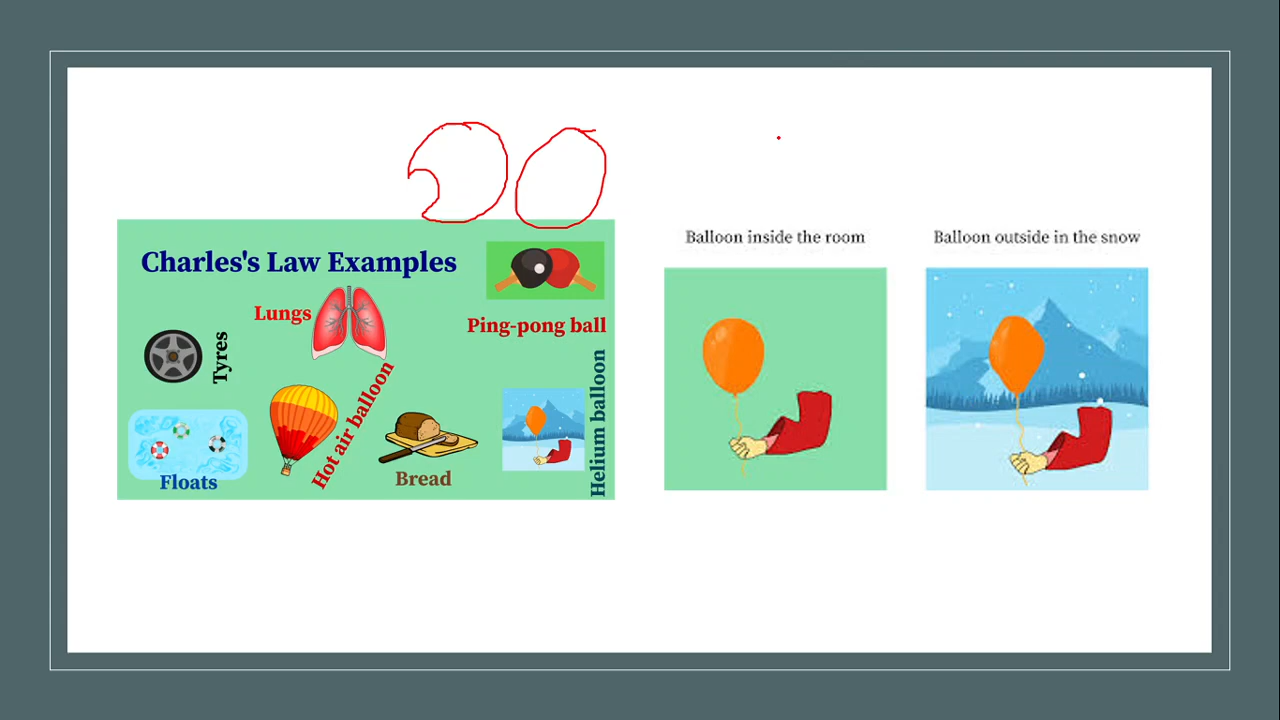 Charles's Law Examples
Lungs
Ping-pong ball
Tyres
Hot air balloon
Helium balloon
Floats
Bread
Balloon inside the room
Balloon outside in the snow